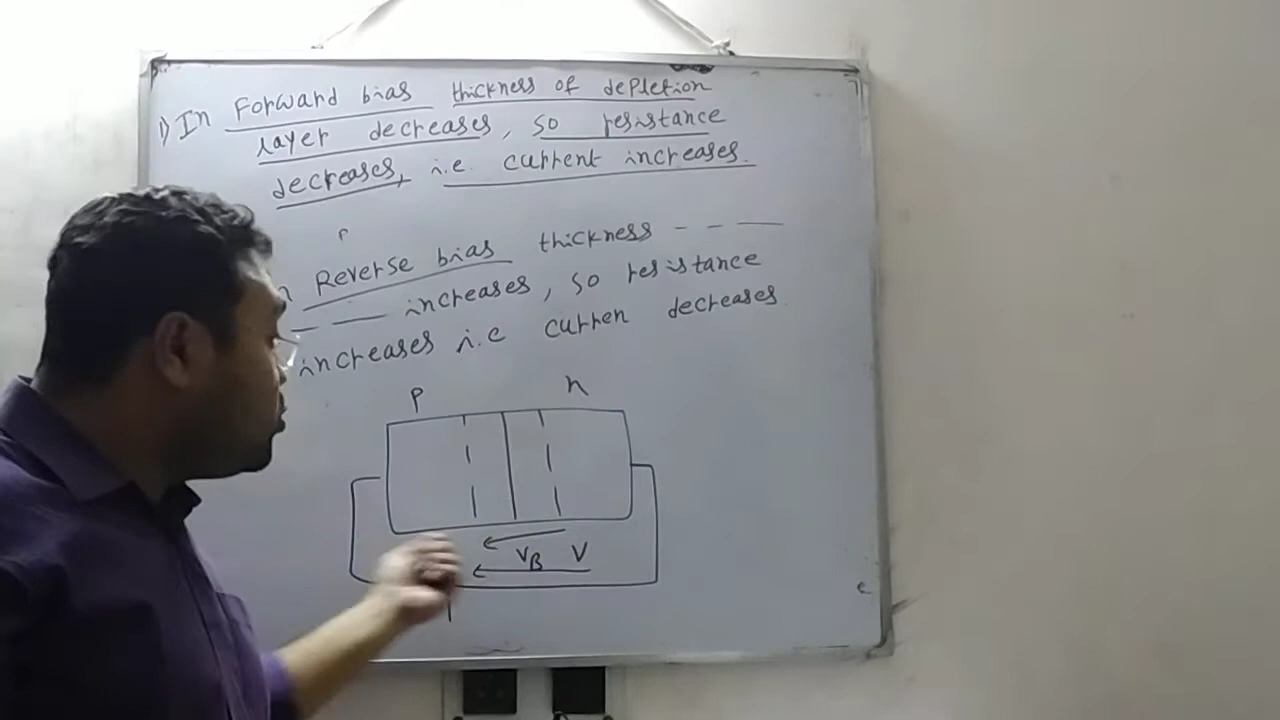 1) In Forward bias thickness of depletion
layer decreases, so resistance
decreases, i.e current increases.
P
Reverse bias thickness - - —
— — increases, so resistance
increases i.e curren decreases
P n
VB V